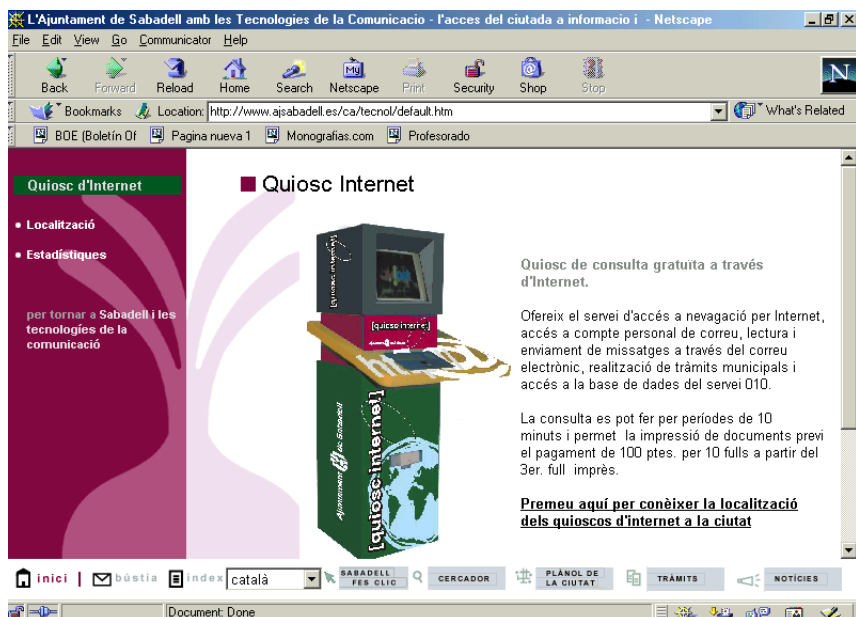 L'Ajuntament de Sabadell amb les Tecnologies de la Comunicacio - l'acces del ciutada a informacio i - Netscape
File Edit View Go Communicator Help
Back Forward Reload Home Search Netscape Print Security Shop Stop
My
N
Bookmarks Location: http://www.ajsabadell.es/ca/tecnol/default.htm What's Related
BOE (Boletín Of Pagina nueva 1 Monografias.com Profesorado
Quiosc d'Internet
Localització
Estadístiques
per tornar a Sabadell i les
tecnologíes de la
comunicació
Quiosc Internet
[quiosc internet]
[quiosc internet]
http
Ajuntament de Sabadell
[quiosc internet]
Quiosc de consulta gratuïta a través
d'Internet.
Ofereix el servei d'accés a nevagació per Internet,
accés a compte personal de correu, lectura i
enviament de missatges a través del correu
electrònic, realització de tràmits municipals i
accés a la base de dades del servei 010.
La consulta es pot fer per períodes de 10
minuts i permet la impressió de documents previ
el pagament de 100 ptes. per 10 fulls a partir del
3er. full imprès.
Premeu aquí per conèixer la localització
dels quioscos d'internet a la ciutat
inici | bústia index català SABADELL FES CLIC CERCADOR PLÀNOL DE LA CIUTAT TRÀMITS NOTÍCIES
Document: Done